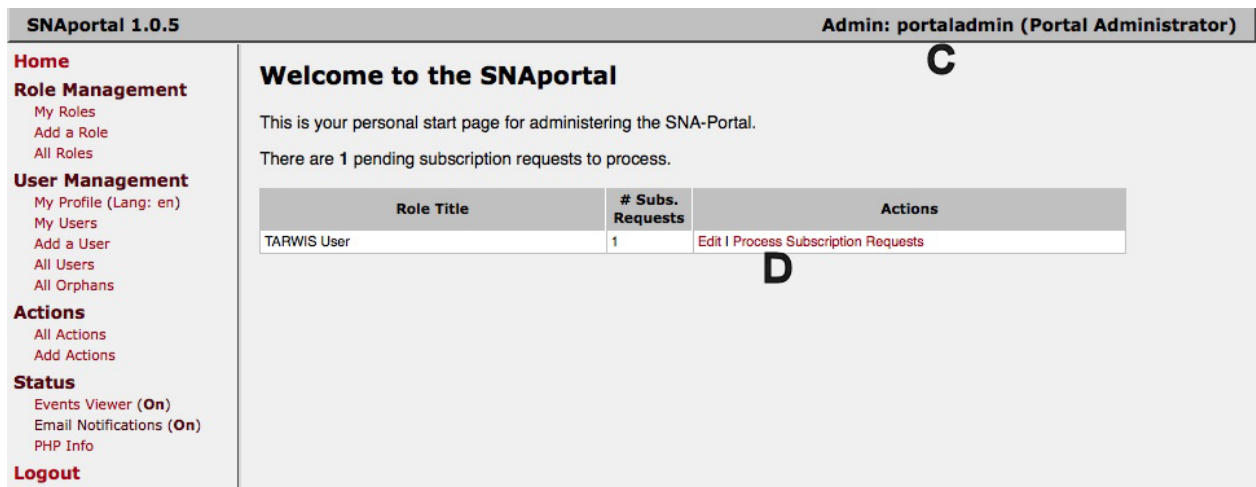 SNAportal 1.0.5
Admin: portaladmin (Portal Administrator)
C
Home
Role Management
My Roles
Add a Role
All Roles
User Management
My Profile (Lang: en)
My Users
Add a User
All Users
All Orphans
Actions
All Actions
Add Actions
Status
Events Viewer (On)
Email Notifications (On)
PHP Info
Logout
Welcome to the SNAportal
This is your personal start page for administering the SNA-Portal.
There are 1 pending subscription requests to process.
Role Title
# Subs.
Requests
Actions
TARWIS User
1
Edit | Process Subscription Requests
D